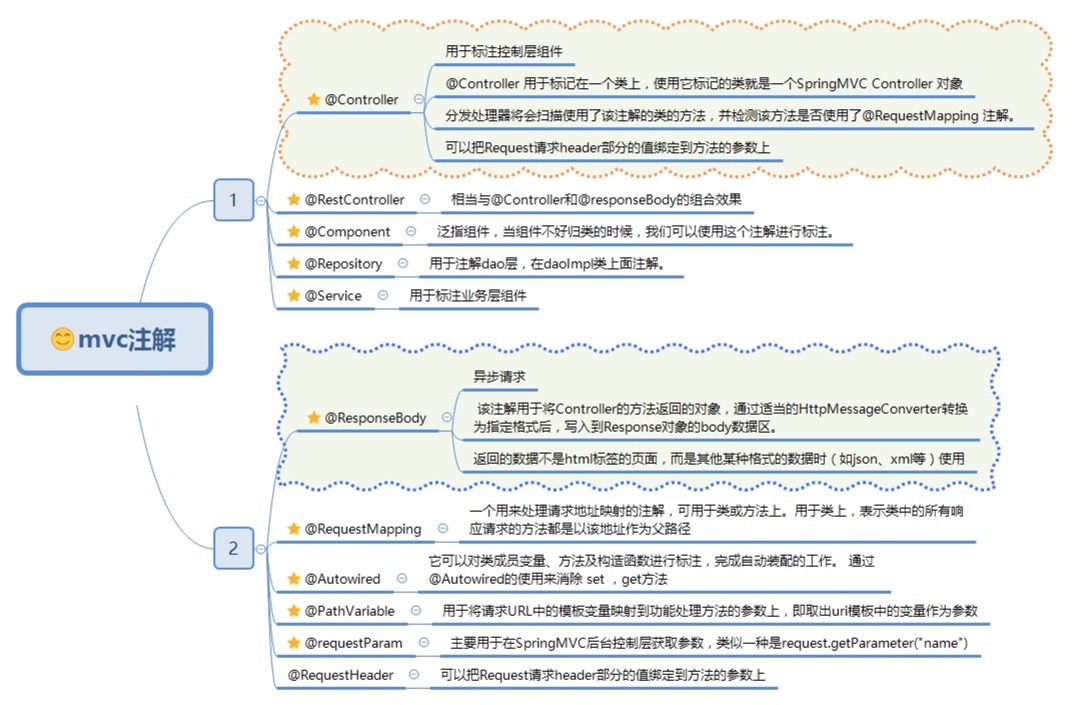 mvc注解
1
@Controller
用于标注控制层组件
@Controller 用于标记在一个类上，使用它标记的类就是一个SpringMVC Controller 对象
分发处理器将会扫描使用了该注解的类的方法，并检测该方法是否使用了@RequestMapping 注解。
可以把Request请求header部分的值绑定到方法的参数上
@RestController
相当与@Controller和@responseBody的组合效果
@Component
泛指组件，当组件不好归类的时候，我们可以使用这个注解进行标注。
@Repository
用于注解dao层，在daoImpl类上面注解。
@Service
用于标注业务层组件
2
@ResponseBody
异步请求
该注解用于将Controller的方法返回的对象，通过适当的HttpMessageConverter转换
为指定格式后，写入到Response对象的body数据区。
返回的数据不是html标签的页面，而是其他某种格式的数据时（如json、xml等）使用
@RequestMapping
一个用来处理请求地址映射的注解，可用于类或方法上。用于类上，表示类中的所有响
应请求的方法都是以该地址作为父路径
@Autowired
它可以对类成员变量、方法及构造函数进行标注，完成自动装配的工作。 通过
@Autowired的使用来消除 set ，get方法
@PathVariable
用于将请求URL中的模板变量映射到功能处理方法的参数上，即取出uri模板中的变量作为参数
@requestParam
主要用于在SpringMVC后台控制层获取参数，类似一种是request.getParameter("name")
@RequestHeader
可以把Request请求header部分的值绑定到方法的参数上